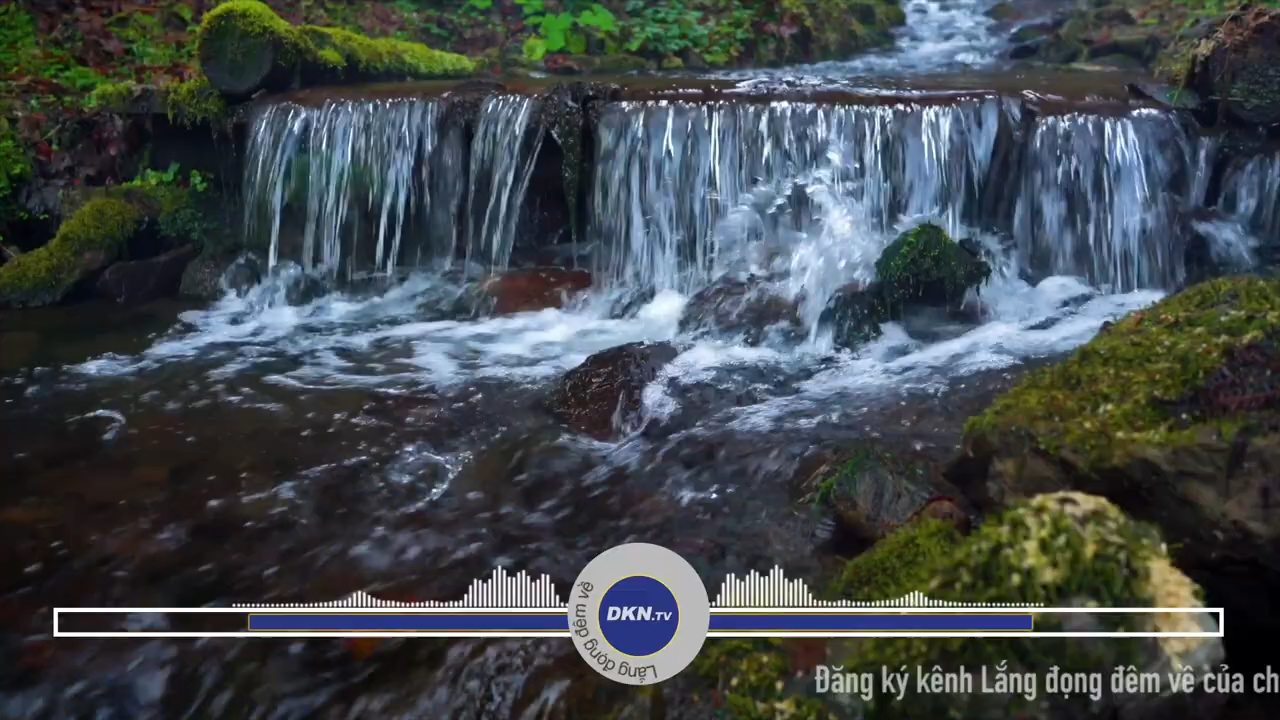 DKN.TV
Lắng đọng đêm về
Đăng ký kênh Lắng đọng đêm về của ch